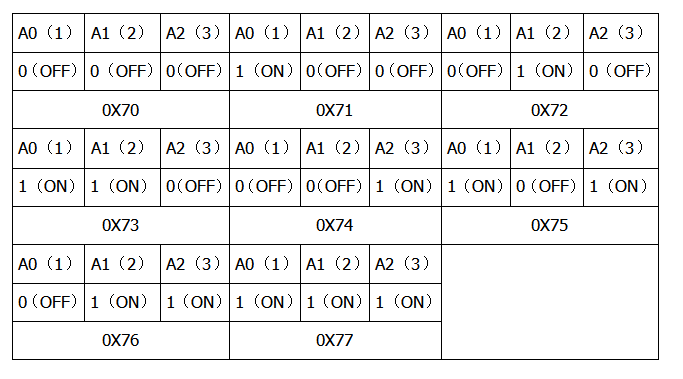 A0（1） A1（2） A2（3） A0（1） A1（2） A2（3） A0（1） A1（2） A2（3）
0（OFF） 0（OFF） 0(OFF） 1（ON） 0(OFF） 0（OFF） 0(OFF） 1（ON） 0（OFF）
0X70 0X71 0X72
A0（1） A1（2） A2（3） A0（1） A1（2） A2（3） A0（1） A1（2） A2（3）
1（ON） 1（ON） 0(OFF） 0(OFF） 0(OFF） 1（ON） 1（ON） 0(OFF） 1（ON）
0X73 0X74 0X75
A0（1） A1（2） A2（3） A0（1） A1（2） A2（3）
0（OFF） 1（ON） 1（ON） 1（ON） 1（ON） 1（ON）
0X76 0X77